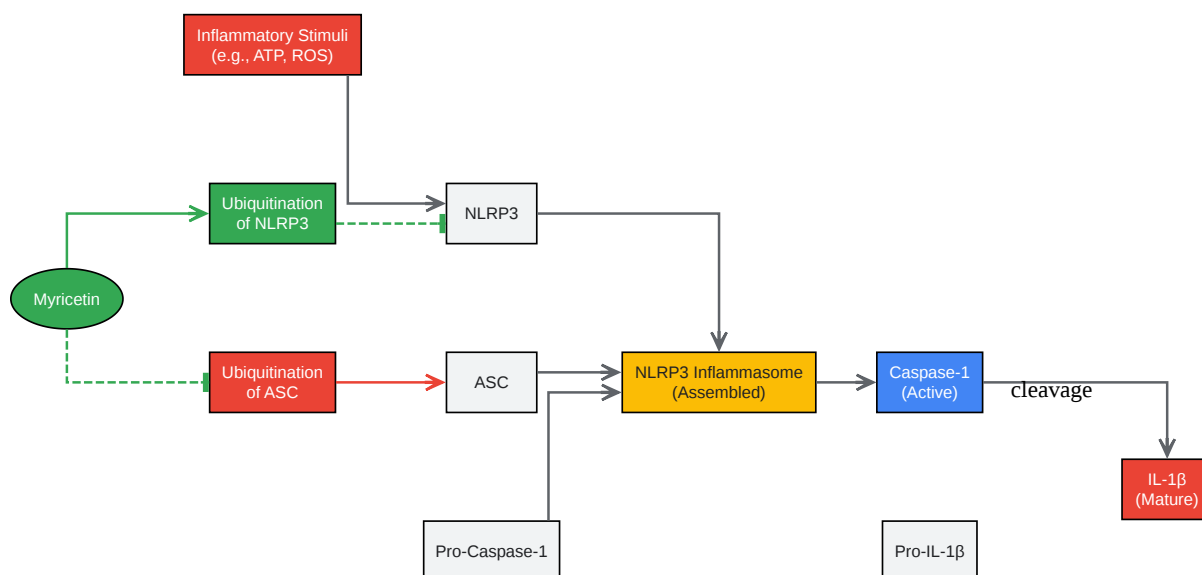 Inflammatory Stimuli
(e.g., ATP, ROS)
Ubiquitination
of NLRP3
NLRP3
Myricetin
Ubiquitination
of ASC
ASC
NLRP3 Inflammasome
(Assembled)
Caspase-1
(Active)
cleavage
IL-1β
(Mature)
Pro-Caspase-1
Pro-IL-1β